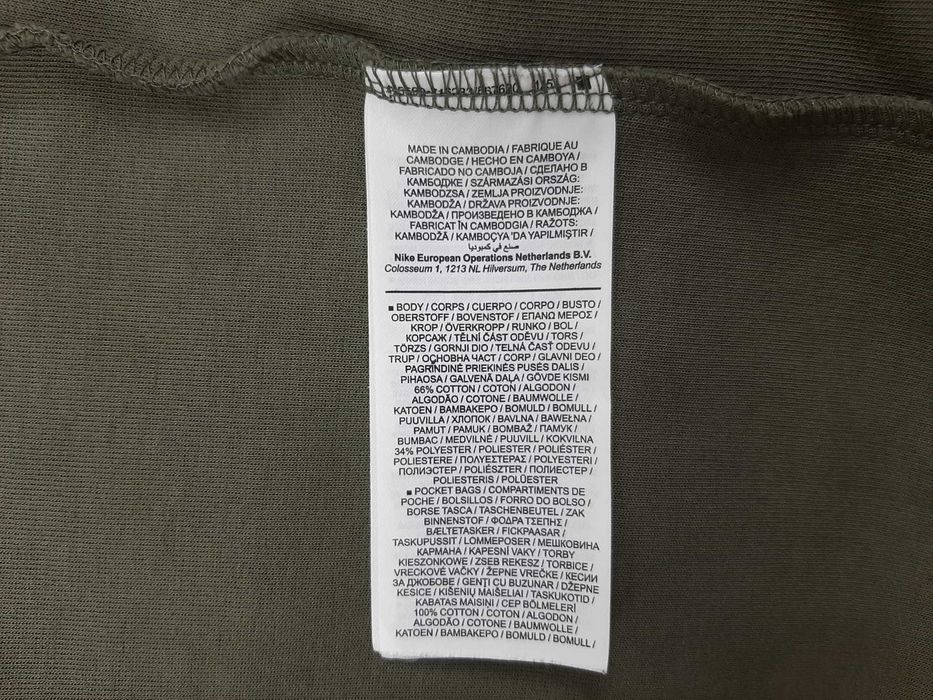 MADE IN CAMBODIA / FABRIQUE AU
CAMBODGE / HECHO EN CAMBOYA /
FABRICADO NO CAMBOJA / СДЕЛАНО В
КАМБОДЖЕ / SZÁRMAZÁSI ORSZÁG:
KAMBODZSA / ZEMLJA PROIZVODNJE:
KAMBODŽA / DRŽAVA PROIZVODNJE:
KAMBODŽA / ПРОИЗВЕДЕНО В КАМБОДЖА /
FABRICAT ÎN CAMBODGIA / RAŽOTS:
KAMBODŽĀ / KAMBOÇYA 'DA YAPILMIŞTIR /
صنع في كمبوديا
Nike European Operations Netherlands B.V.
Colosseum 1, 1213 NL Hilversum, The Netherlands
■ BODY / CORPS / CUERPO / CORPO / BUSTO /
OBERSTOFF / BOVENSTOF / ΕΠΑΝΩ ΜΕΡΟΣ /
KROP / ÖVERKROPP / RUNKO / BOL /
КОРСАЖ / TĚLNÍ ČÁST ODĚVU / TORS /
TÖRZS / GORNJI DIO / TELNÁ ČASŤ ODEVU /
TRUP / ОСНОВНА ЧАСТ / CORP / GLAVNI DEO /
PAGRINDINĖ PRIEKINĖS PUSĖS DALIS /
PIHAOSA / GALVENĀ DAĻA / GÖVDE KISMI
66% COTTON / COTON / ALGODON /
ALGODÃO / COTONE / BAUMWOLLE /
KATOEN / ΒΑΜΒΑΚΕΡΟ / BOMULD / BOMULL /
PUUVILLA / ХЛОПОК / BAVLNA / BAWEŁNA /
PAMUT / PAMUK / BOMBAŽ / ПАМУК /
BUMBAC / MEDVILNĖ / PUUVILL / KOKVILNA
34% POLYESTER / POLIESTER / POLIÉSTER /
POLIESTERE / ΠΟΛΥΕΣΤΕΡΑΣ / POLYESTERI /
ПОЛИЭСТЕР / POLIÉSZTER / ПОЛИЕСТЕР /
POLIESTERIS / POLÜESTER
■ POCKET BAGS / COMPARTIMENTS DE
POCHE / BOLSILLOS / FORRO DO BOLSO /
BORSE TASCA / TASCHENBEUTEL / ZAK
BINNENSTOF / ΦΟΔΡΑ ΤΣΕΠΗΣ /
BÆLTETASKER / FICKPAASAR /
TASKUPUSSIT / LOMMEPOSER / МЕШКОВИНА
КАРМАНА / KAPESNÍ VAKY / TORBY
KIESZONKOWE / ZSEB REKESZ / TORBICE /
VRECKOVÉ VAČKY / ŽEPNE VREČKE / КЕСИИ
ЗА ДЖОБОВЕ / GENŢI CU BUZUNAR / DŽEPNE
KESICE / KIŠENIŲ MAIŠELIAI / TASKUKOTID /
KABATAS MAISIŅI / CEP BÖLMELERİ
100% COTTON / COTON / ALGODON /
ALGODÃO / COTONE / BAUMWOLLE /
KATOEN / ΒΑΜΒΑΚΕΡΟ / BOMULD / BOMULL /